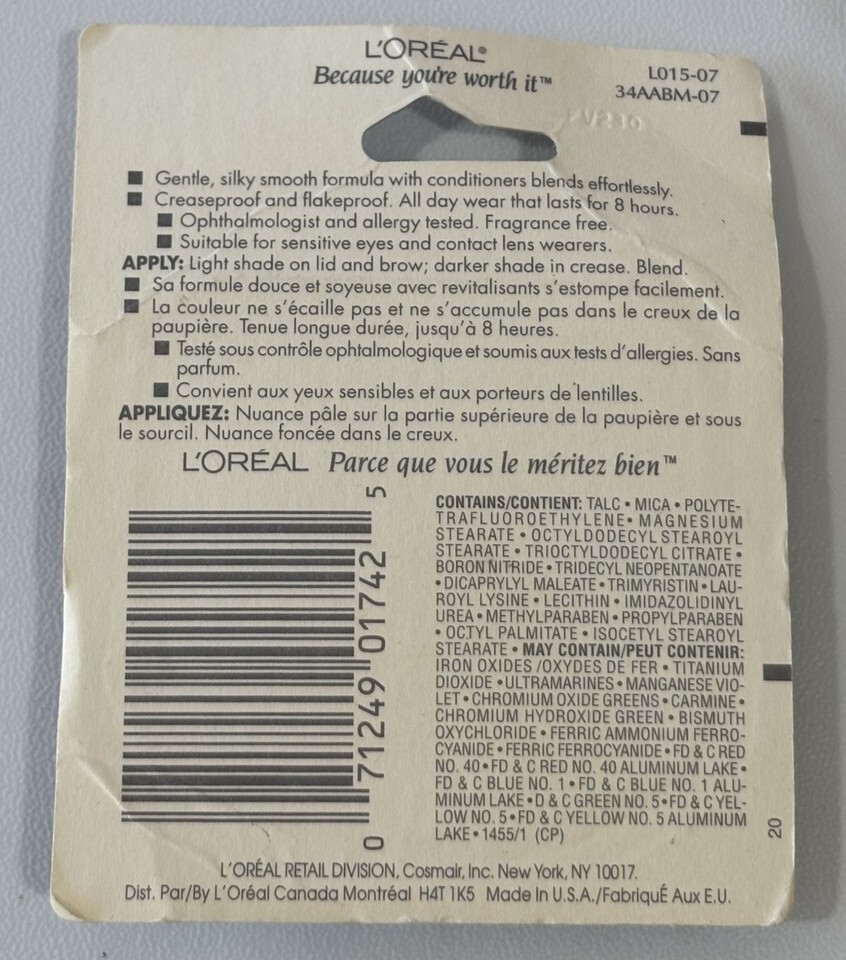 L'ORÉAL®
Because you're worth it™
L015-07
34AABM-07
■ Gentle, silky smooth formula with conditioners blends effortlessly.
■ Creaseproof and flakeproof. All day wear that lasts for 8 hours.
■ Ophthalmologist and allergy tested. Fragrance free.
■ Suitable for sensitive eyes and contact lens wearers.
APPLY: Light shade on lid and brow; darker shade in crease. Blend.
■ Sa formule douce et soyeuse avec revitalisants s'estompe facilement.
■ La couleur ne s'écaille pas et ne s'accumule pas dans le creux de la
paupière. Tenue longue durée, jusqu'à 8 heures.
■ Testé sous contrôle ophtalmologique et soumis aux tests d'allergies. Sans
parfum.
■ Convient aux yeux sensibles et aux porteurs de lentilles.
APPLIQUEZ: Nuance pâle sur la partie supérieure de la paupière et sous
le sourcil. Nuance foncée dans le creux.
L'ORÉAL Parce que vous le méritez bien™
0 71249 01742 5
CONTAINS/CONTIENT: TALC • MICA • POLYTE-
TRAFLUOROETHYLENE • MAGNESIUM
STEARATE • OCTYLDODECYL STEAROYL
STEARATE • TRIOCTYLDODECYL CITRATE •
BORON NITRIDE • TRIDECYL NEOPENTANOATE
• DICAPRYLYL MALEATE • TRIMYRISTIN • LAU-
ROYL LYSINE • LECITHIN • IMIDAZOLIDINYL
UREA • METHYLPARABEN • PROPYLPARABEN
• OCTYL PALMITATE • ISOCETYL STEAROYL
STEARATE • MAY CONTAIN/PEUT CONTENIR:
IRON OXIDES /OXYDES DE FER • TITANIUM
DIOXIDE • ULTRAMARINES • MANGANESE VIO-
LET • CHROMIUM OXIDE GREENS • CARMINE •
CHROMIUM HYDROXIDE GREEN • BISMUTH
OXYCHLORIDE • FERRIC AMMONIUM FERRO-
CYANIDE • FERRIC FERROCYANIDE • FD & C RED
NO. 40 • FD & C RED NO. 40 ALUMINUM LAKE •
FD & C BLUE NO. 1 • FD & C BLUE NO. 1 ALU-
MINUM LAKE • D & C GREEN NO. 5 • FD & C YEL-
LOW NO. 5 • FD & C YELLOW NO. 5 ALUMINUM
LAKE • 1455/1 (CP)
20
L'ORÉAL RETAIL DIVISION, Cosmair, Inc. New York, NY 10017.
Dist. Par/By L'Oréal Canada Montréal H4T 1K5 Made In U.S.A./FabriquÉ Aux E.U.